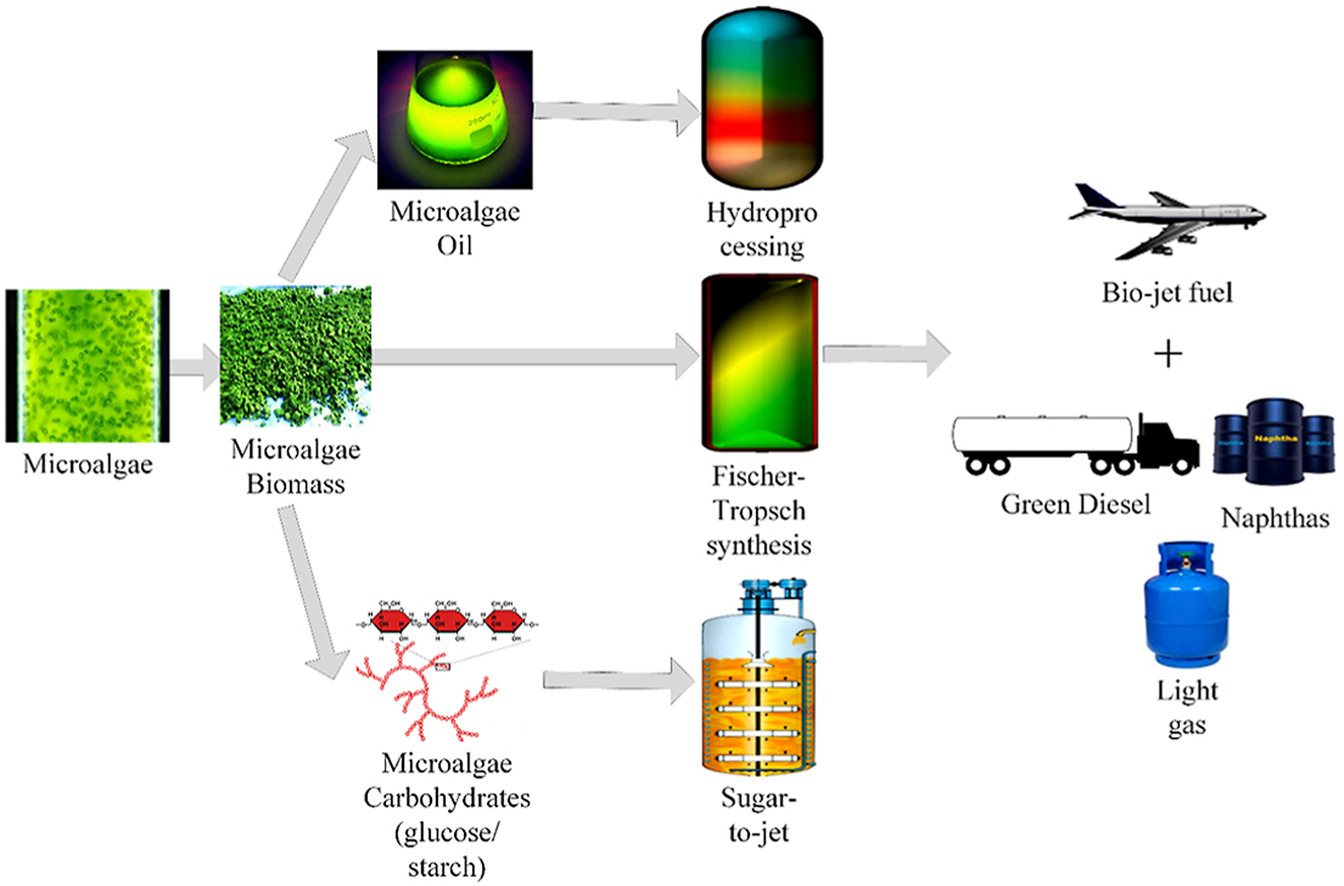 Microalgae
Oil
Hydropro
cessing
Bio-jet fuel
+
Microalgae
Microalgae
Biomass
Fischer-
Tropsch
synthesis
Green Diesel
Naphtha
Naphthas
Light
gas
Microalgae
Carbohydrates
(glucose/
starch)
Sugar-
to-jet